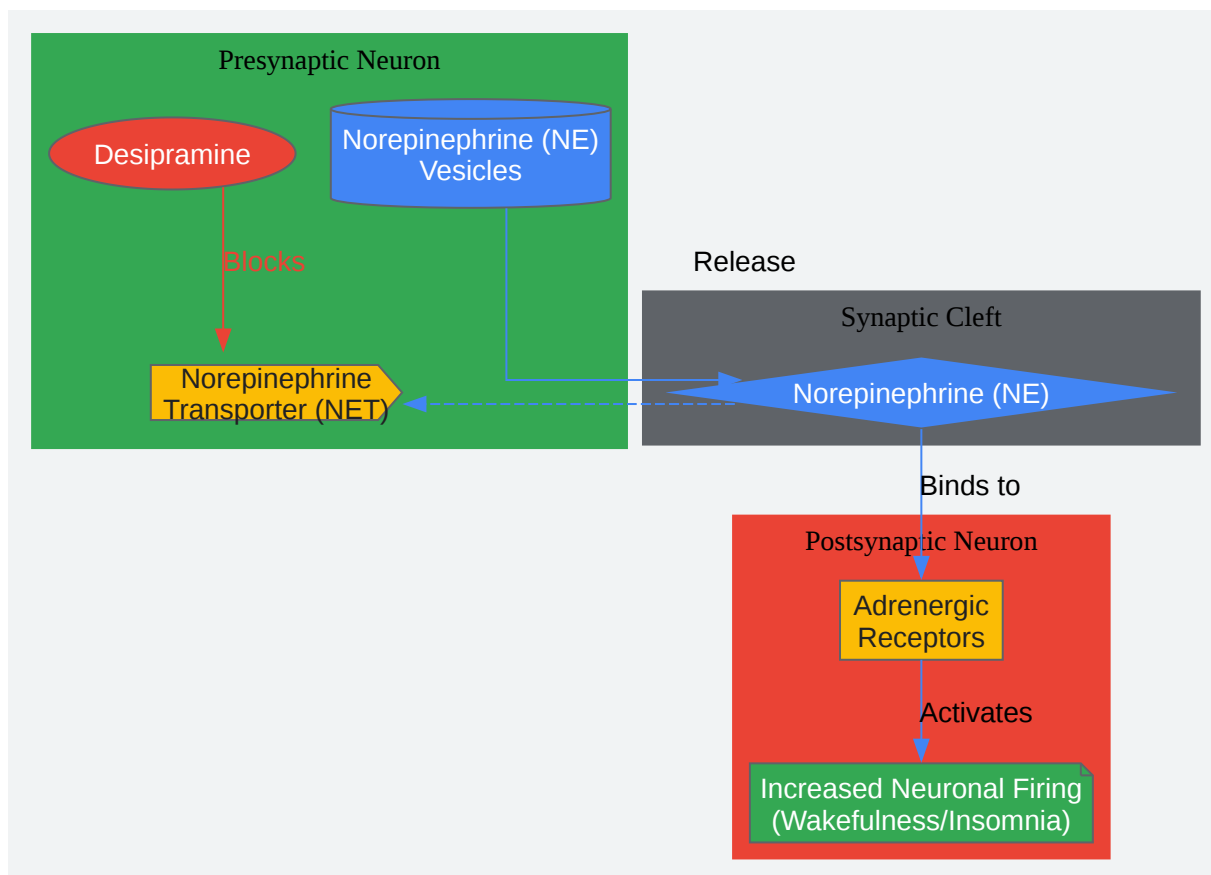 Presynaptic Neuron
Desipramine
Norepinephrine (NE)
Vesicles
Blocks
Release
Norepinephrine
Transporter (NET)
Synaptic Cleft
Norepinephrine (NE)
Binds to
Postsynaptic Neuron
Adrenergic
Receptors
Activates
Increased Neuronal Firing
(Wakefulness/Insomnia)